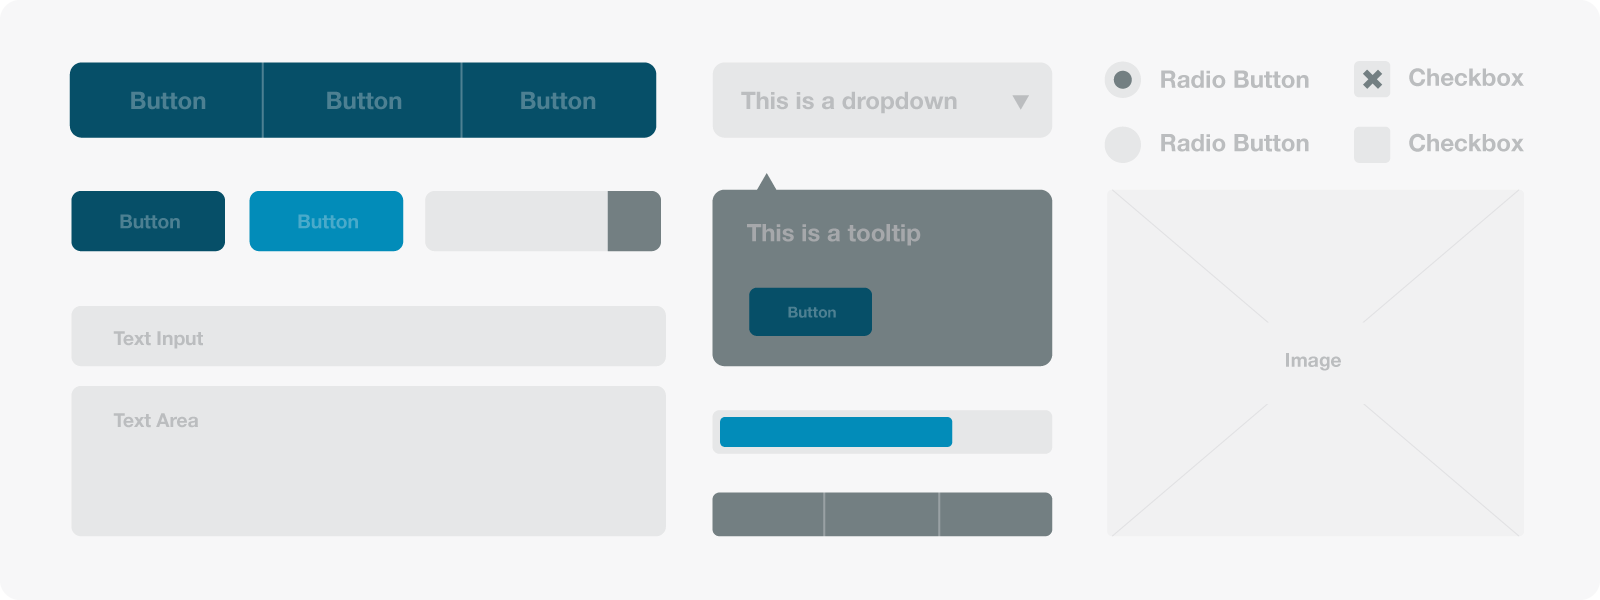 Button
Button
Button
Button
Button
Text Input
Text Area
This is a dropdown
This is a tooltip
Button
Radio Button
Checkbox
Radio Button
Checkbox
Image